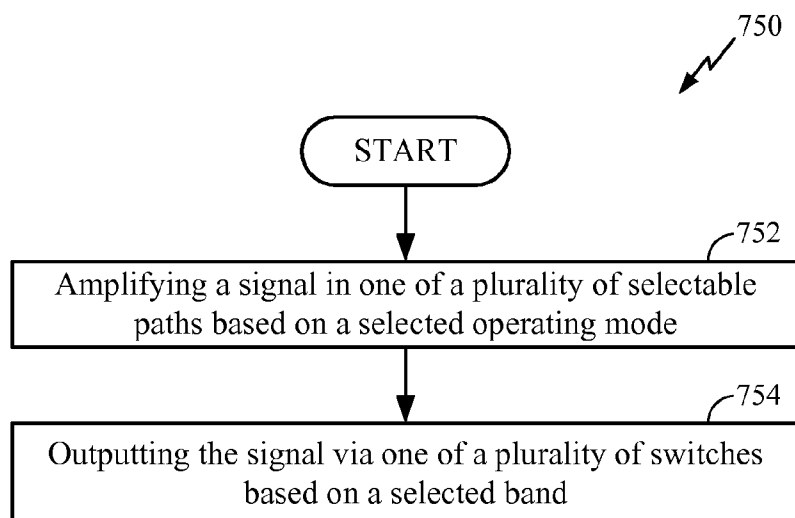 750
START
752
Amplifying a signal in one of a plurality of selectable
paths based on a selected operating mode
754
Outputting the signal via one of a plurality of switches
based on a selected band